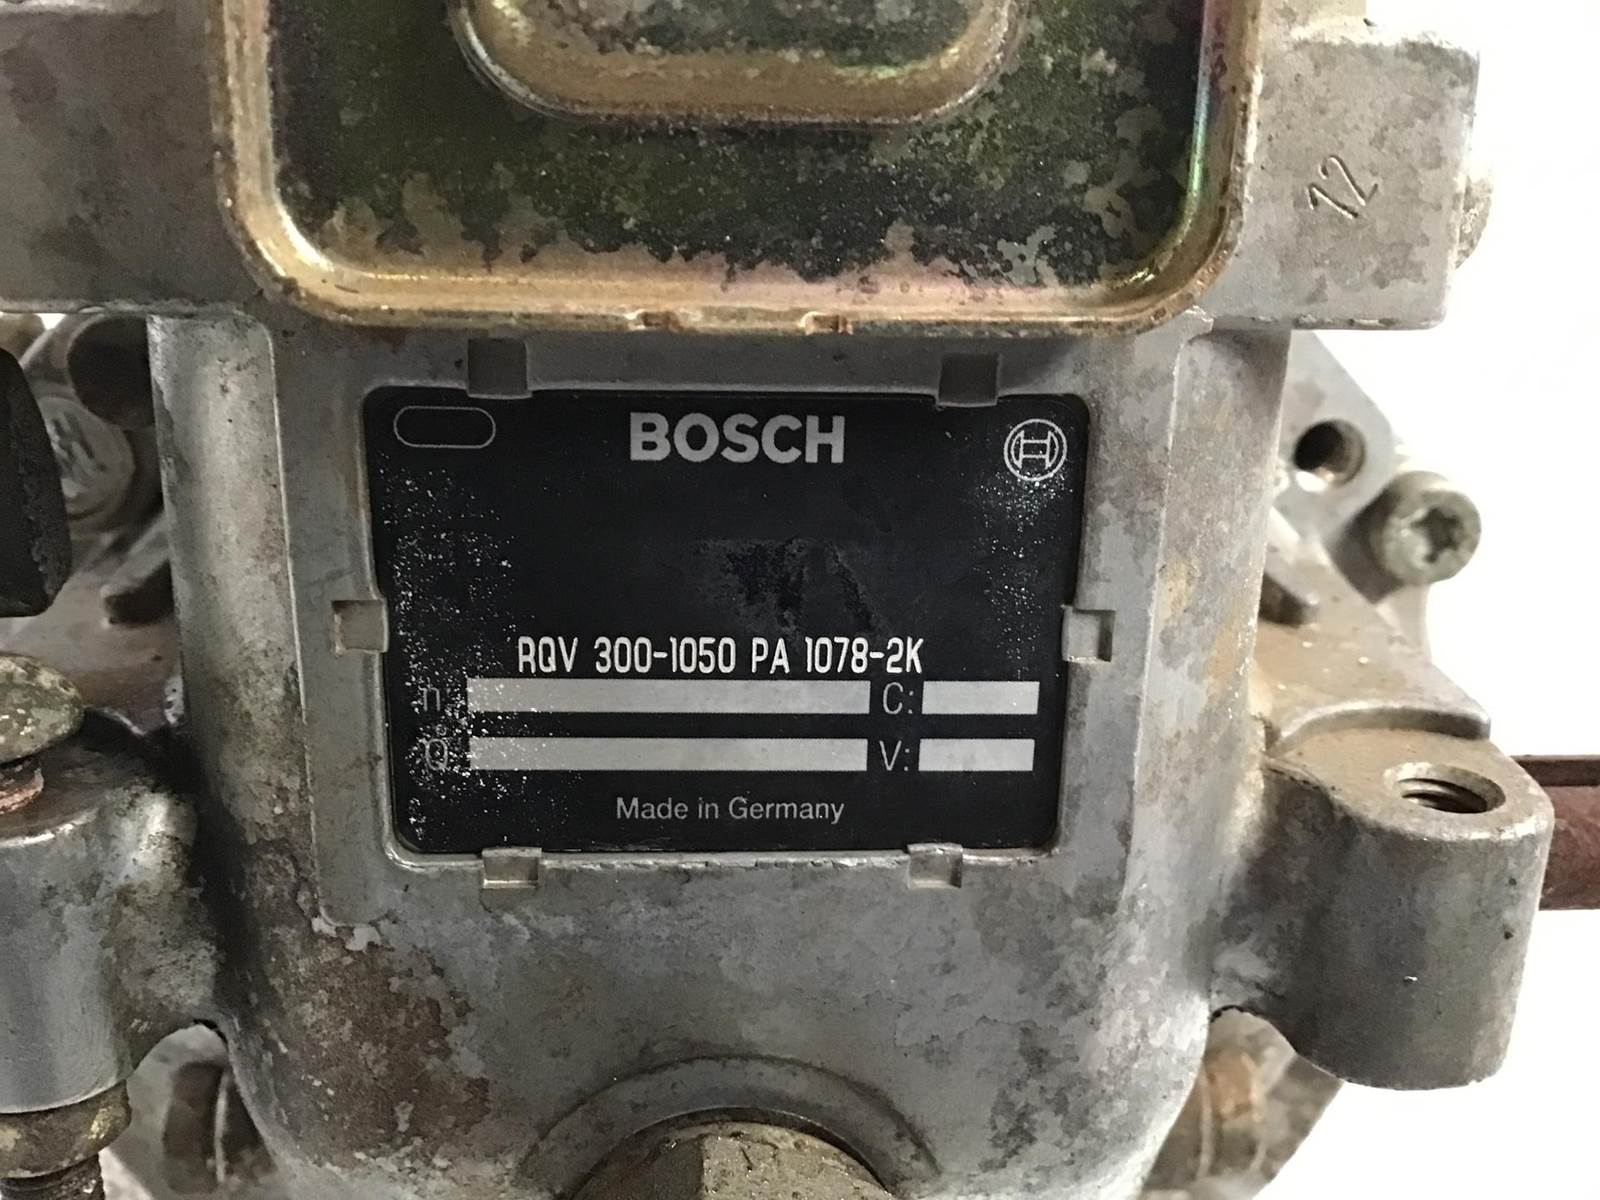 12
BOSCH
RQV 300-1050 PA 1078-2K
n
C:
Q
V:
Made in Germany